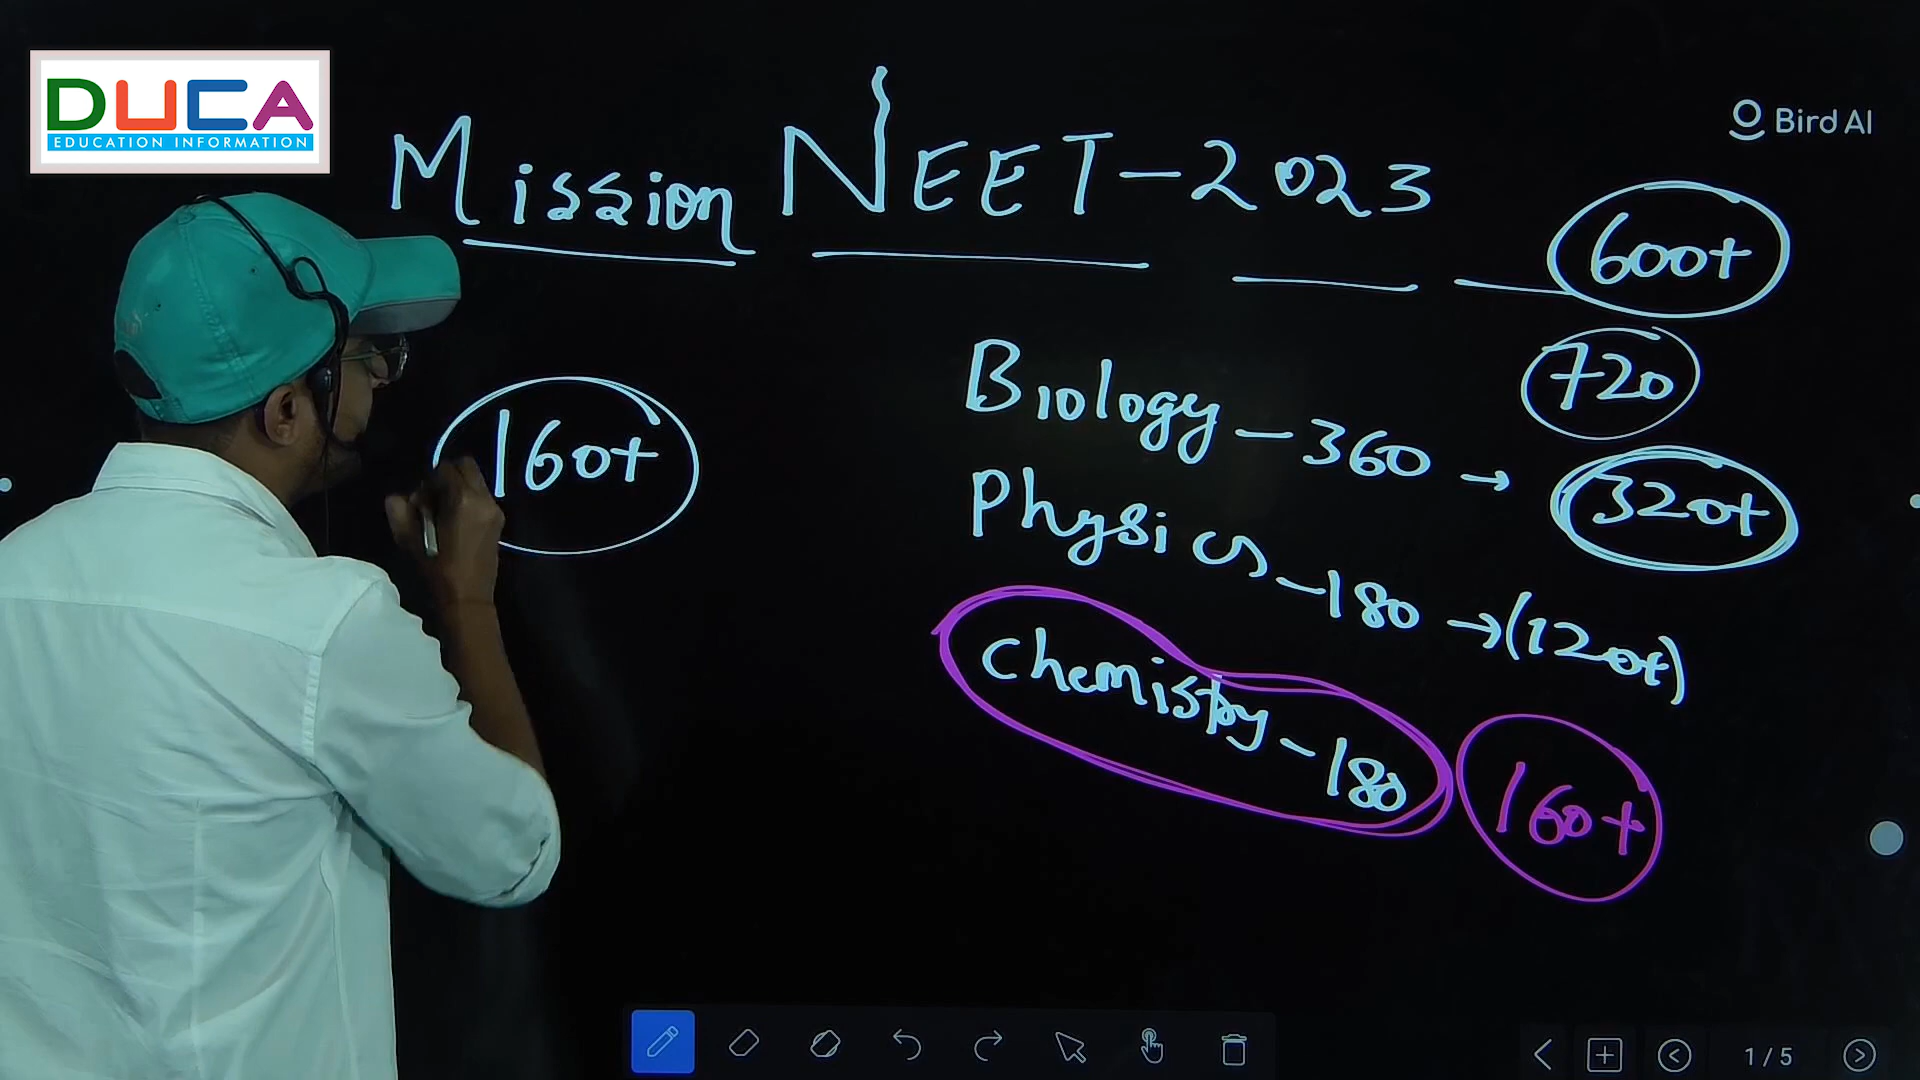 DUCA
EDUCATION INFORMATION
Bird AI
Mission NEET-2023
600+
720
160+
Biology - 360 → 320+
Physics - 180 → (120+)
Chemistry - 180 160+
1 / 5